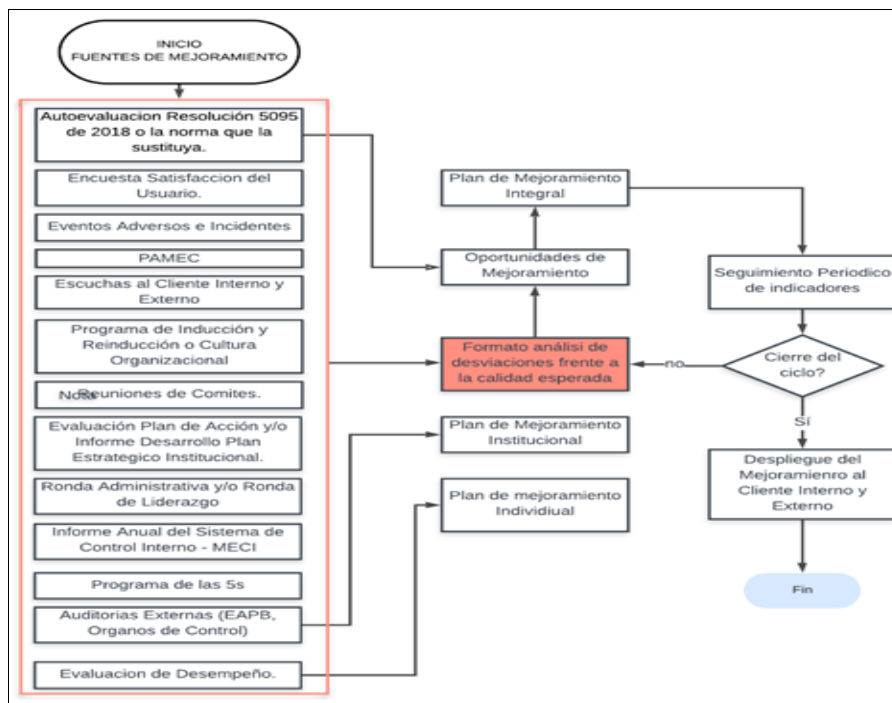 INICIO
FUENTES DE MEJORAMIENTO
Autoevaluacion Resolución 5095
de 2018 o la norma que la
sustituya.
Encuesta Satisfaccion del
Usuario.
Eventos Adversos e Incidentes
PAMEC
Escuchas al Cliente Interno y
Externo
Programa de Inducción y
Reinducción o Cultura
Organizacional
Nota
Reuniones de Comites.
Evaluación Plan de Acción y/o
Informe Desarrollo Plan
Estrategico Institucional.
Ronda Administrativa y/o Ronda
de Liderazgo
Informe Anual del Sistema de
Control Interno - MECI
Programa de las 5s
Auditorias Externas (EAPB,
Organos de Control)
Evaluacion de Desempeño.
Plan de Mejoramiento
Integral
Oportunidades de
Mejoramiento
Formato análisi de
desviaciones frente a
la calidad esperada
Plan de Mejoramiento
Institucional
Plan de mejoramiento
Individiual
Seguimiento Periodico
de indicadores
Cierre del
ciclo?
no
Sí
Despliegue del
Mejoramienro al
Cliente Interno y
Externo
Fin